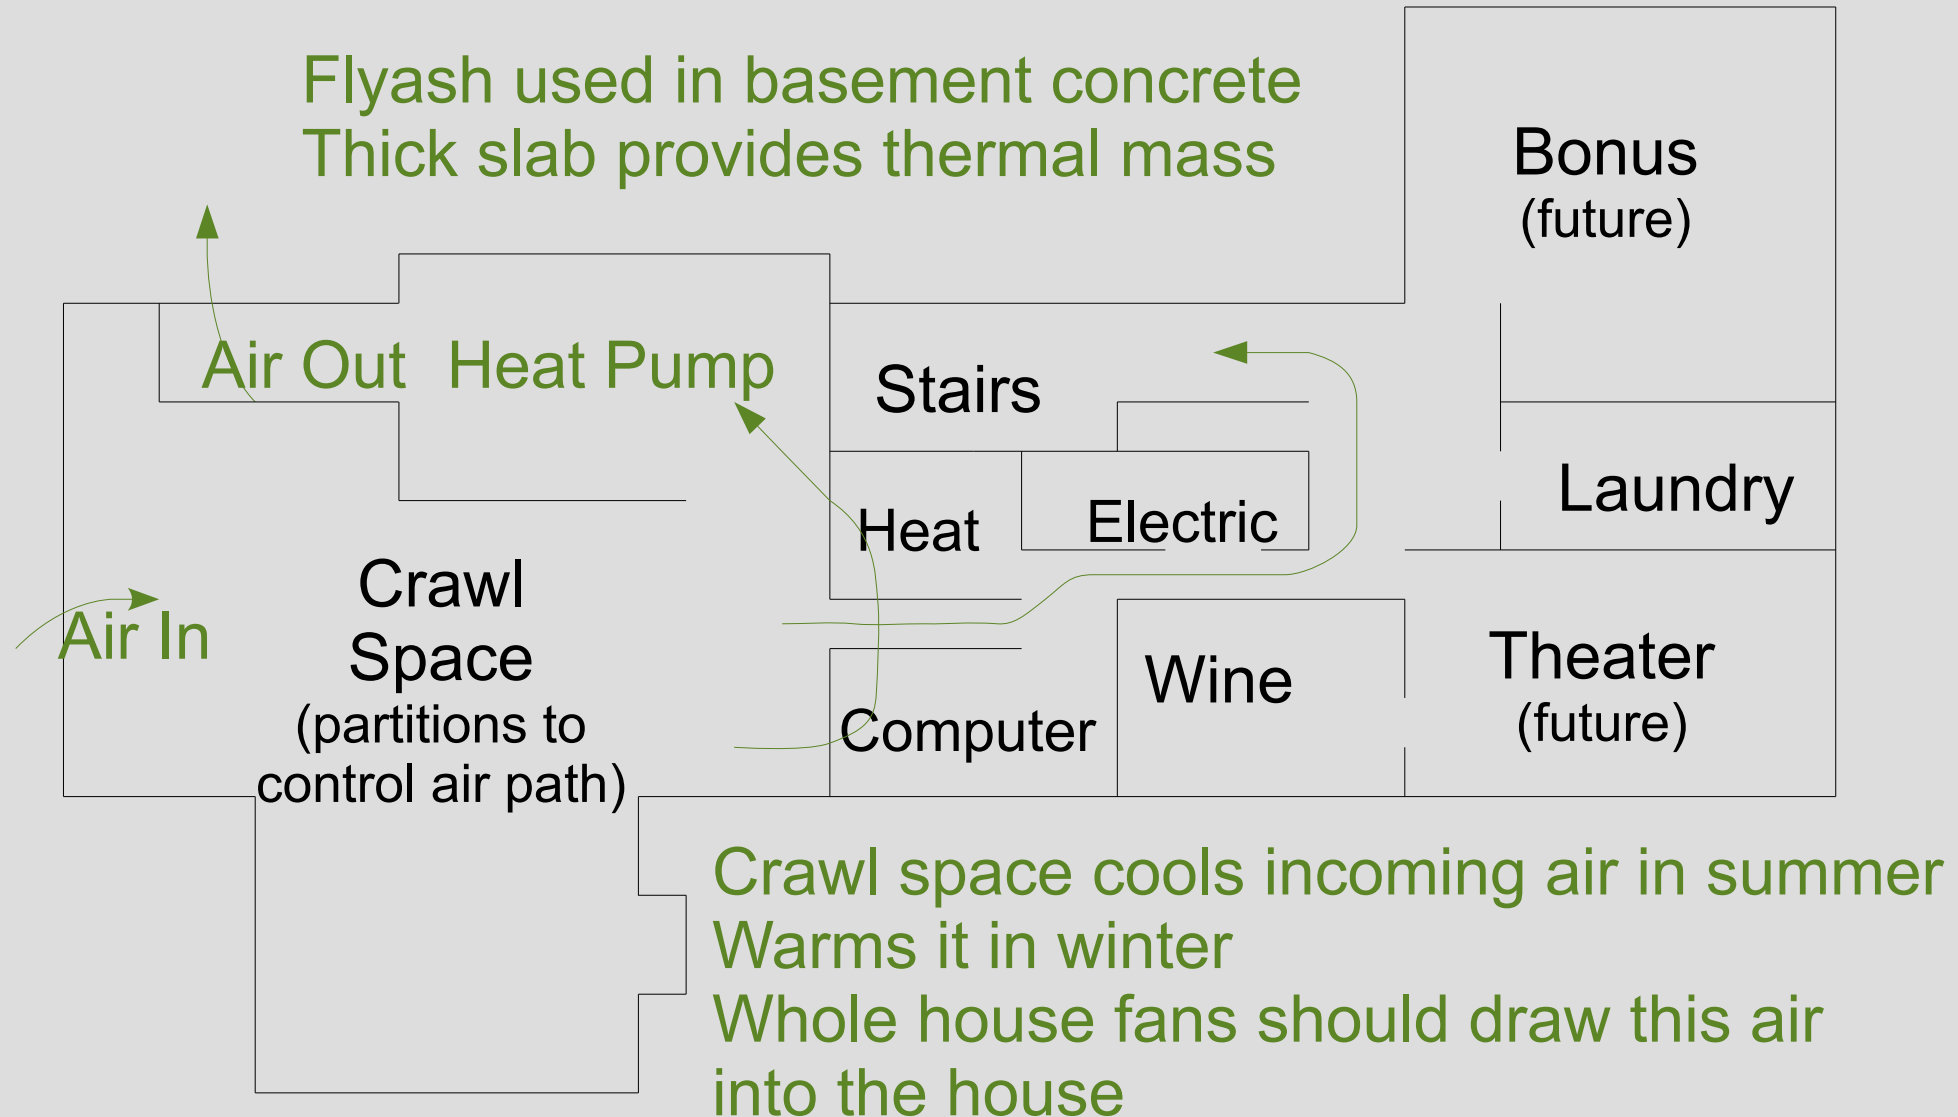 Flyash used in basement concrete
Thick slab provides thermal mass
Bonus
(future)
Air Out
Heat Pump
Stairs
Laundry
Heat
Electric
Crawl
Space
(partitions to
control air path)
Air In
Computer
Wine
Theater
(future)
Crawl space cools incoming air in summer
Warms it in winter
Whole house fans should draw this air
into the house